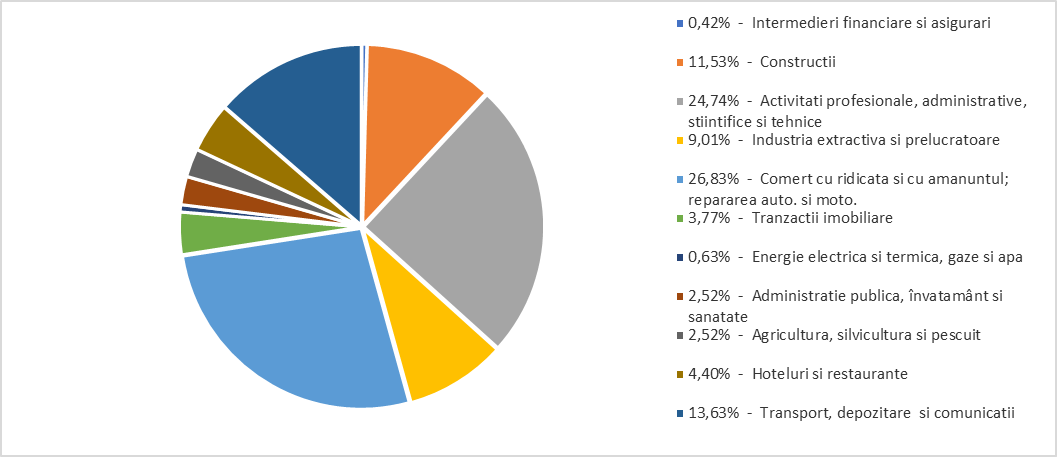 0,42% - Intermedieri financiare si asigurari
11,53% - Constructii
24,74% - Activitati profesionale, administrative,
stiintifice si tehnice
9,01% - Industria extractiva si prelucratoare
26,83% - Comert cu ridicata si cu amanuntul;
repararea auto. si moto.
3,77% - Tranzactii imobiliare
0,63% - Energie electrica si termica, gaze si apa
2,52% - Administratie publica, învatamânt si
sanatate
2,52% - Agricultura, silvicultura si pescuit
4,40% - Hoteluri si restaurante
13,63% - Transport, depozitare si comunicatii